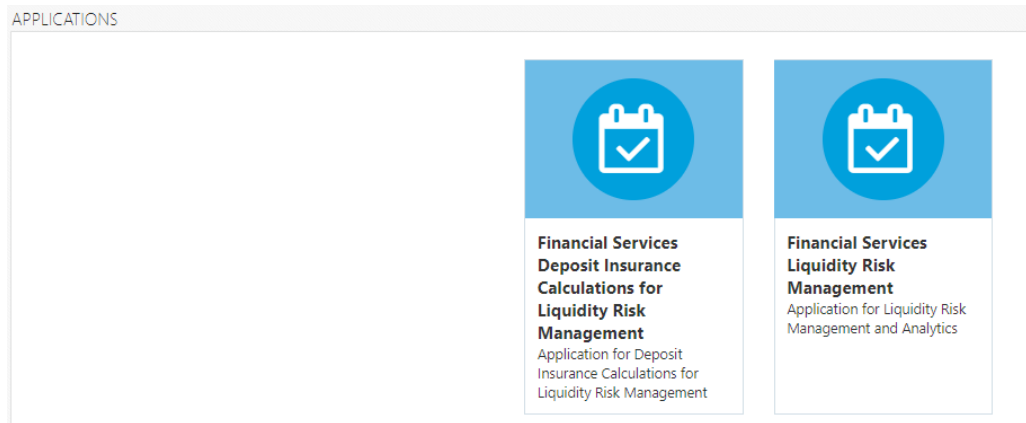 APPLICATIONS
Financial Services
Deposit Insurance
Calculations for
Liquidity Risk
Management
Application for Deposit
Insurance Calculations for
Liquidity Risk Management
Financial Services
Liquidity Risk
Management
Application for Liquidity Risk
Management and Analytics